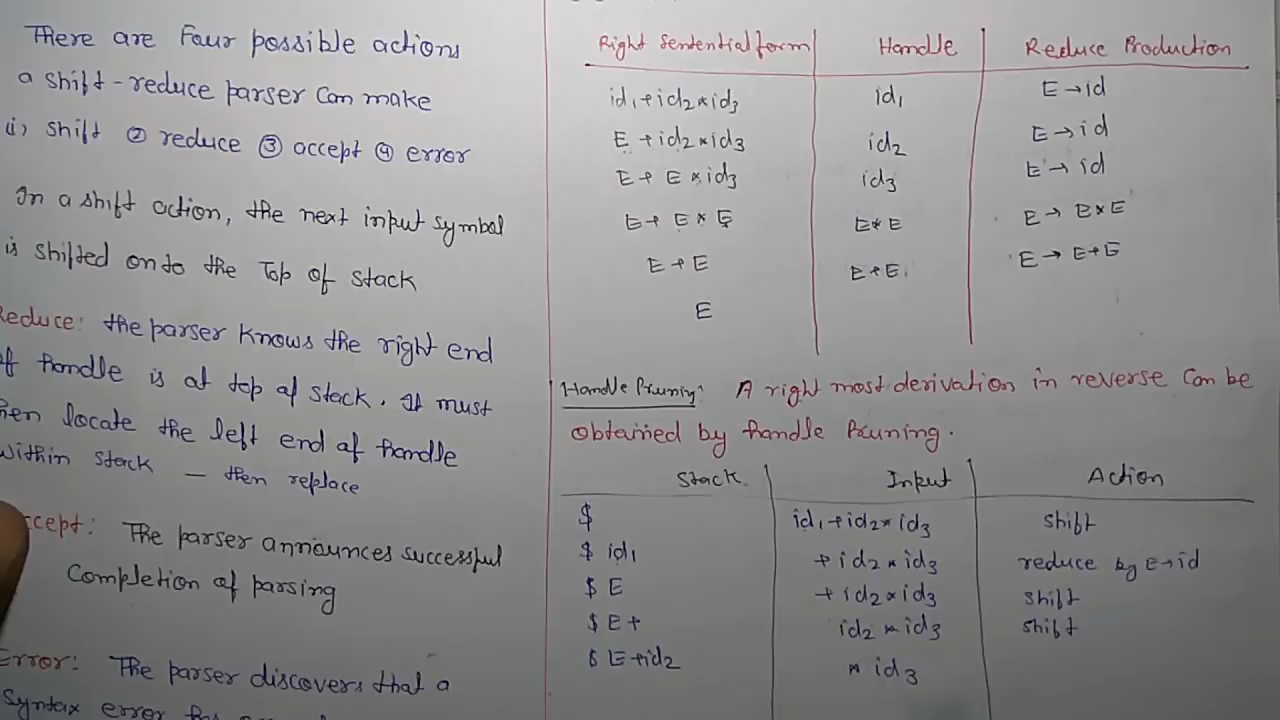 There are Four possible actions
a shift-reduce parser can make
(i) shift ② reduce ③ accept ④ error
In a shift action, the next input symbol
is shifted onto the Top of stack
Reduce: the parser knows the right end
of handle is at top of stack. It must
then locate the left end of handle
within stack — then replace
Accept: The parser announces successful
Completion of parsing
Error: The parser discovers that a
Syntax error has
Right Sentential form Handle Reduce Production
id1+id2*id3 id1 E→id
E+id2*id3 id2 E→id
E+E*id3 id3 E→id
E+E*E E*E E→E*E
E+E E+E E→E+E
E
Handle Pruning: A right most derivation in reverse can be
obtained by handle Pruning.
Stack Input Action
$ id1+id2*id3 shift
$ id1 +id2*id3 reduce by E→id
$ E +id2*id3 shift
$ E+ id2*id3 shift
$ E+id2 *id3